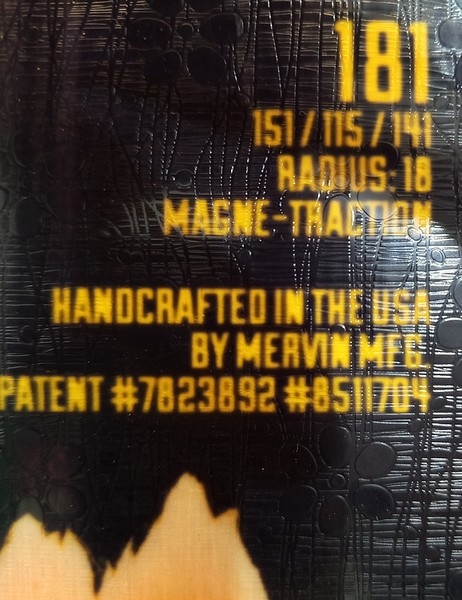 181
151 / 115 / 141
RADIUS: 18
MAGNE-TRACTION
HANDCRAFTED IN THE USA
BY MERVIN MFG.
PATENT #7823892 #8511704